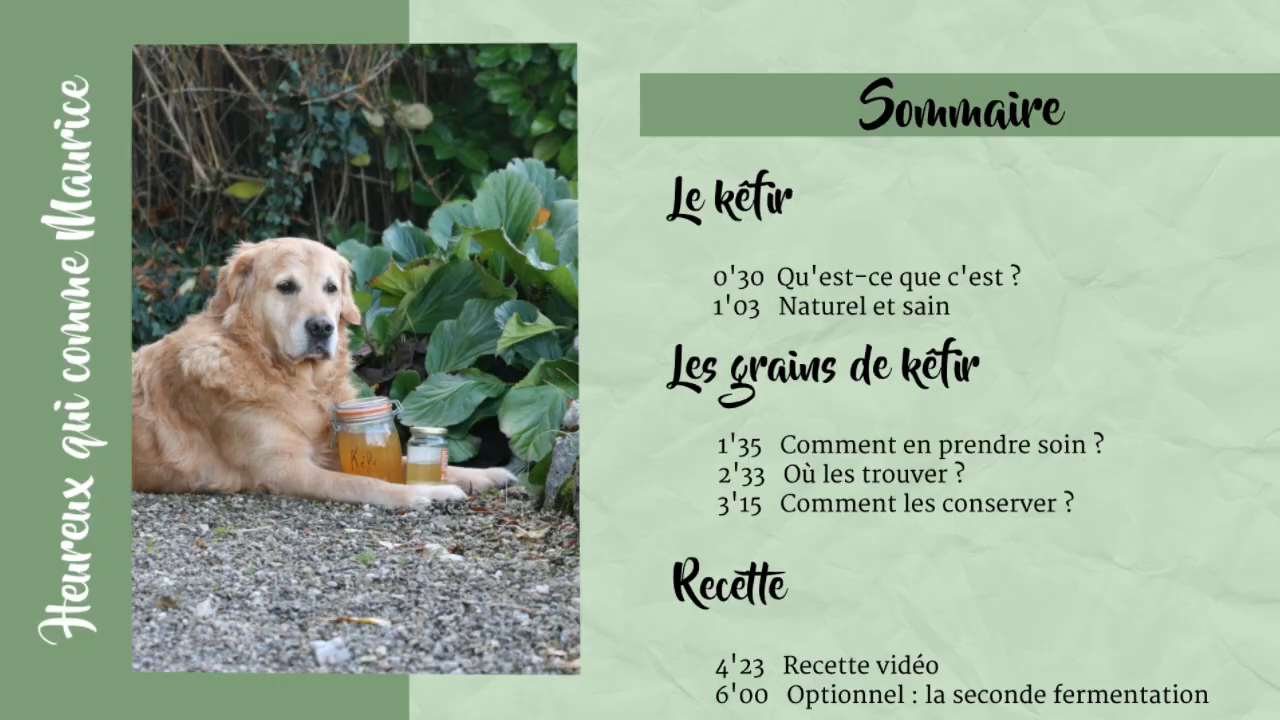 Heureux qui comme Maurice
Sommaire
Le kêfir
0'30 Qu'est-ce que c'est ?
1'03 Naturel et sain
Les grains de kêfir
1'35 Comment en prendre soin ?
2'33 Où les trouver ?
3'15 Comment les conserver ?
Recette
4'23 Recette vidéo
6'00 Optionnel : la seconde fermentation